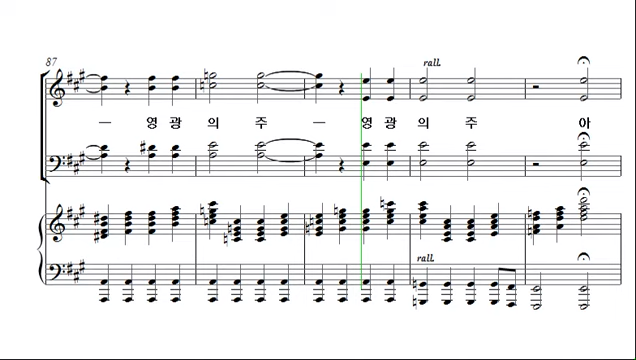 87
rall.
영 광 의 주 영 광 의 주 아
rall.